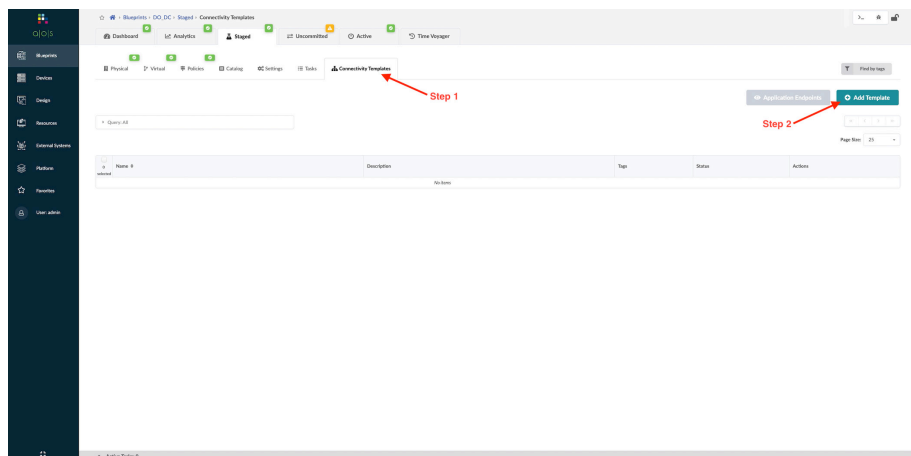 Blueprints › DO_DC › Staged › Connectivity Templates
a|o|s
Dashboard Analytics Staged Uncommitted Active Time Voyager
Blueprints
Physical Virtual Policies Catalog Settings Tasks Connectivity Templates Find by tags
Devices
Step 1
Design
Application Endpoints Add Template
Resources
Query: All
Step 2
External Systems
Page Size: 25
Platform
0 selected Name Description Tags Status Actions
No items
Favorites
User: admin